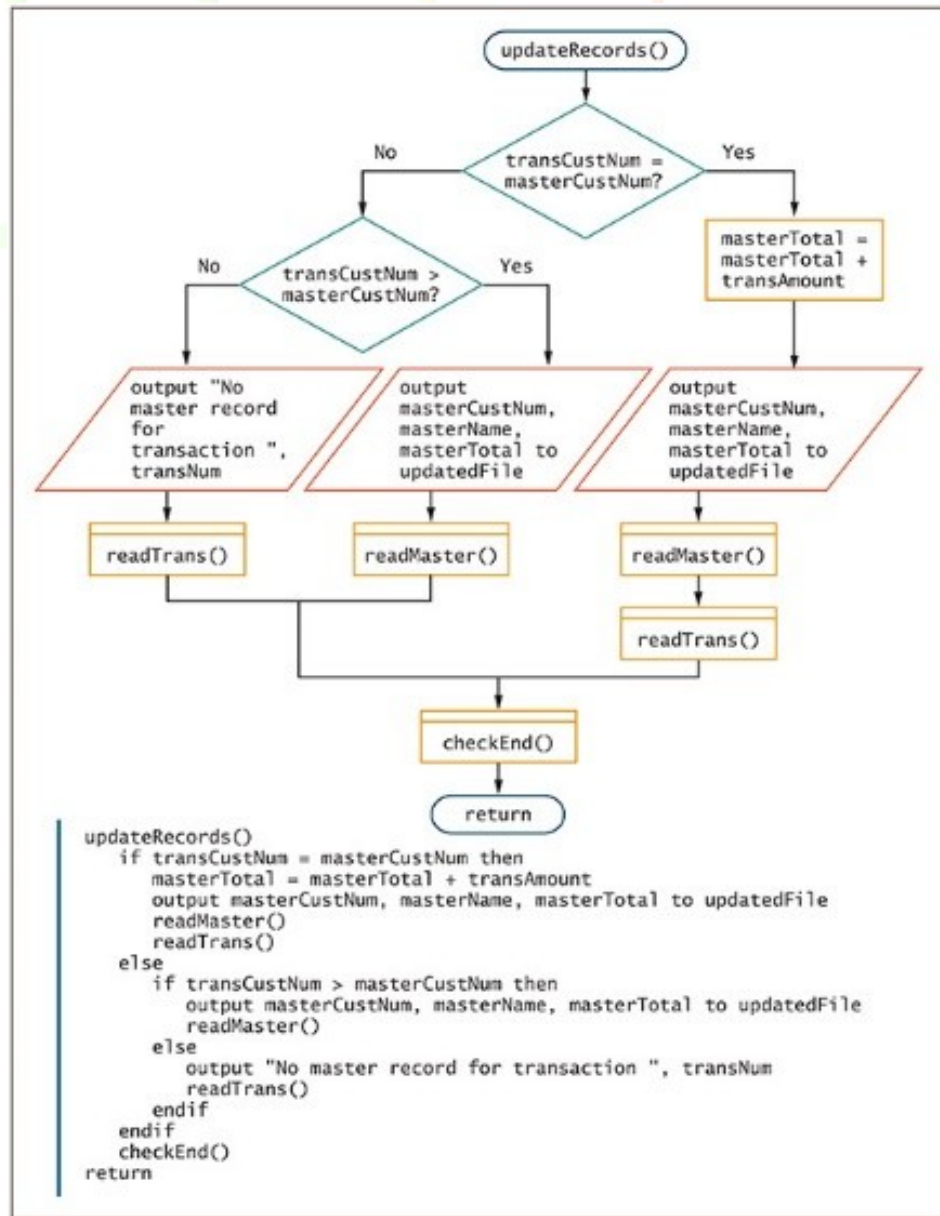 updateRecords()
transCustNum =
masterCustNum?
No
Yes
masterTotal =
masterTotal +
transAmount
transCustNum >
masterCustNum?
No
Yes
output "No
master record
for
transaction ",
transNum
output
masterCustNum,
masterName,
masterTotal to
updatedFile
output
masterCustNum,
masterName,
masterTotal to
updatedFile
readTrans()
readMaster()
readMaster()
readTrans()
checkEnd()
return
updateRecords()
if transCustNum = masterCustNum then
masterTotal = masterTotal + transAmount
output masterCustNum, masterName, masterTotal to updatedFile
readMaster()
readTrans()
else
if transCustNum > masterCustNum then
output masterCustNum, masterName, masterTotal to updatedFile
readMaster()
else
output "No master record for transaction ", transNum
readTrans()
endif
endif
checkEnd()
return